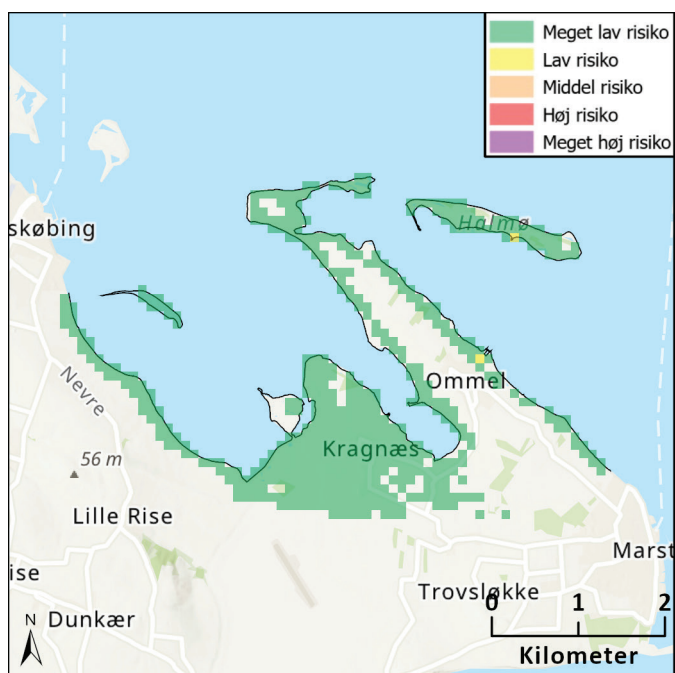 Meget lav risiko
Lav risiko
Middel risiko
Høj risiko
Meget høj risiko
skøbing
Halmø
Nevre
Ommel
56 m
Kragnæs
Lille Rise
Marst
ise
Trovsløkke
Dunkær
0 1 2
N
Kilometer